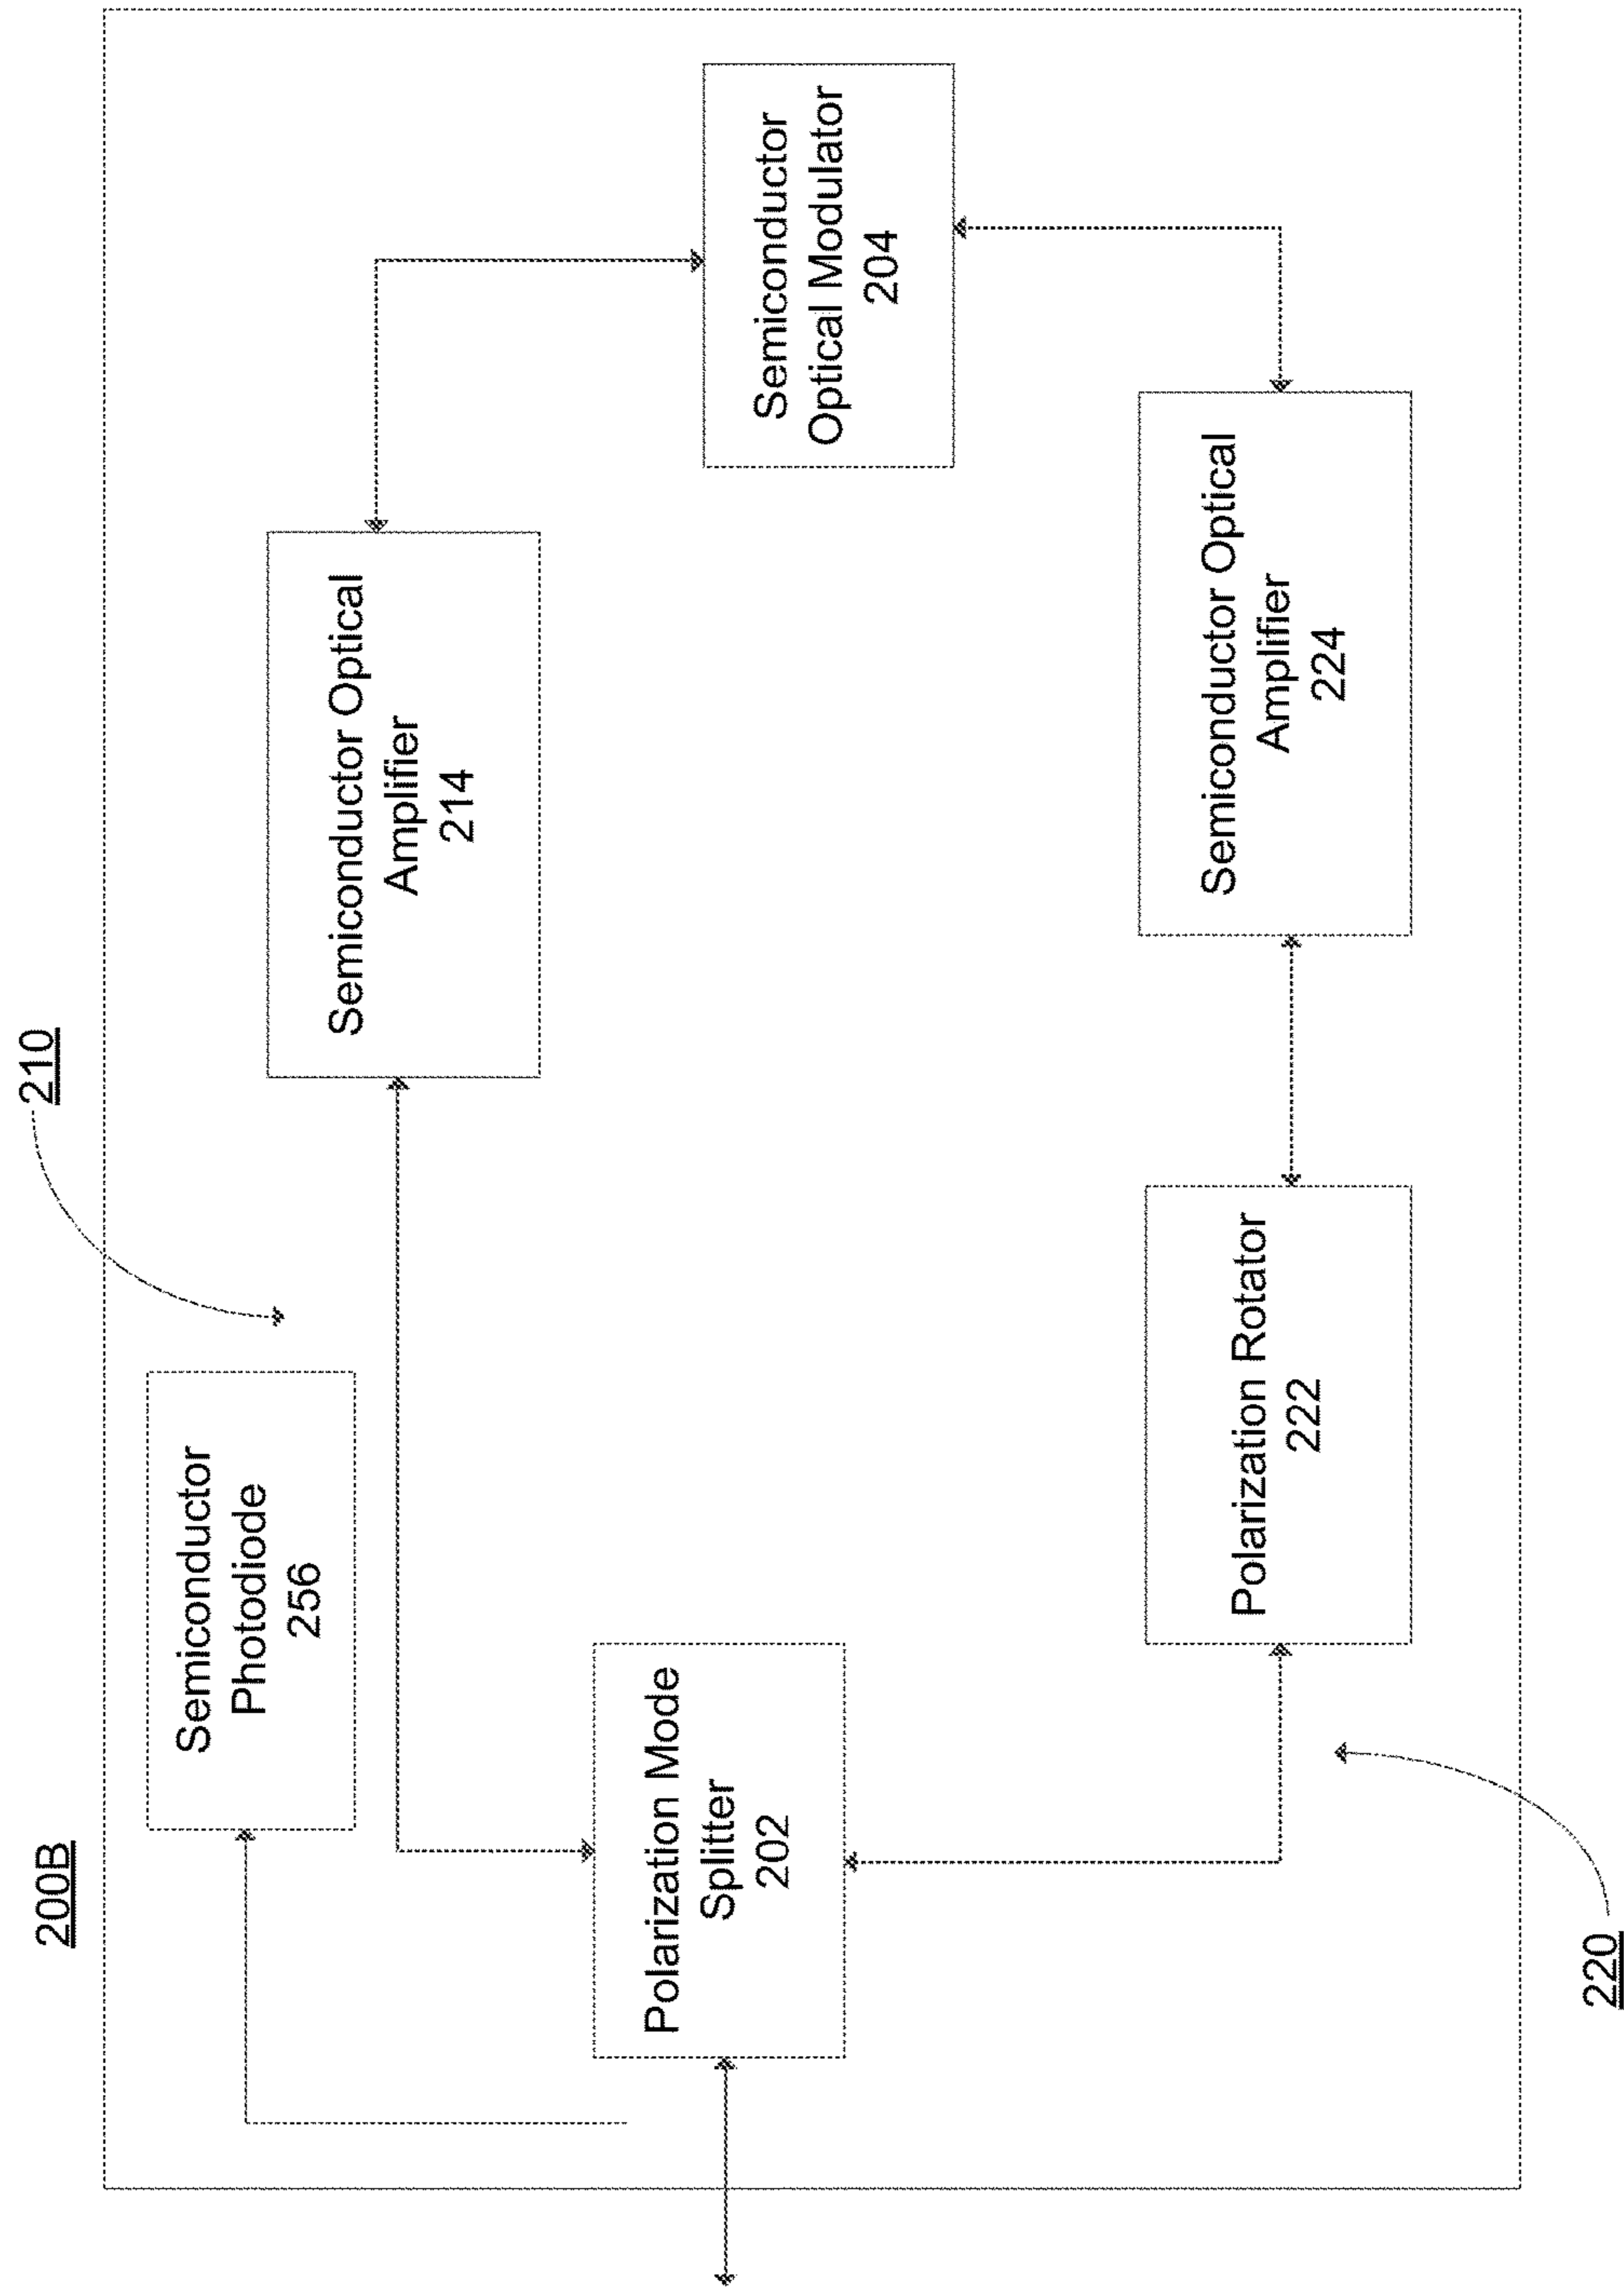 200B
210
Semiconductor
Photodiode
256
Semiconductor Optical
Amplifier
214
Polarization Mode
Splitter
202
Semiconductor
Optical Modulator
204
Polarization Rotator
222
Semiconductor Optical
Amplifier
224
220